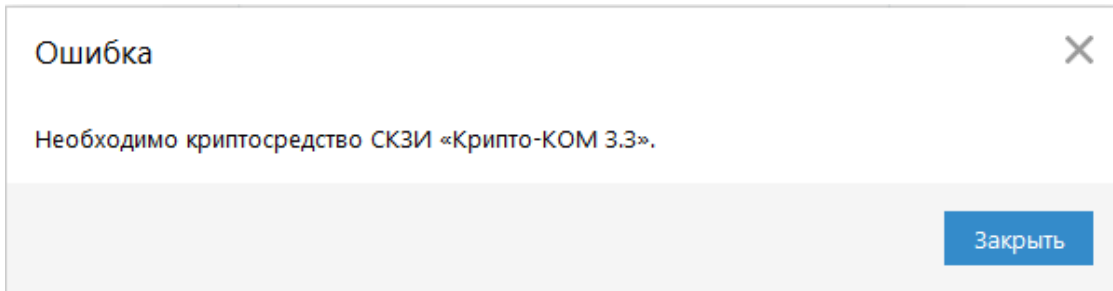 Ошибка
Необходимо криптосредство СКЗИ «Крипто-КОМ 3.3».
Закрыть